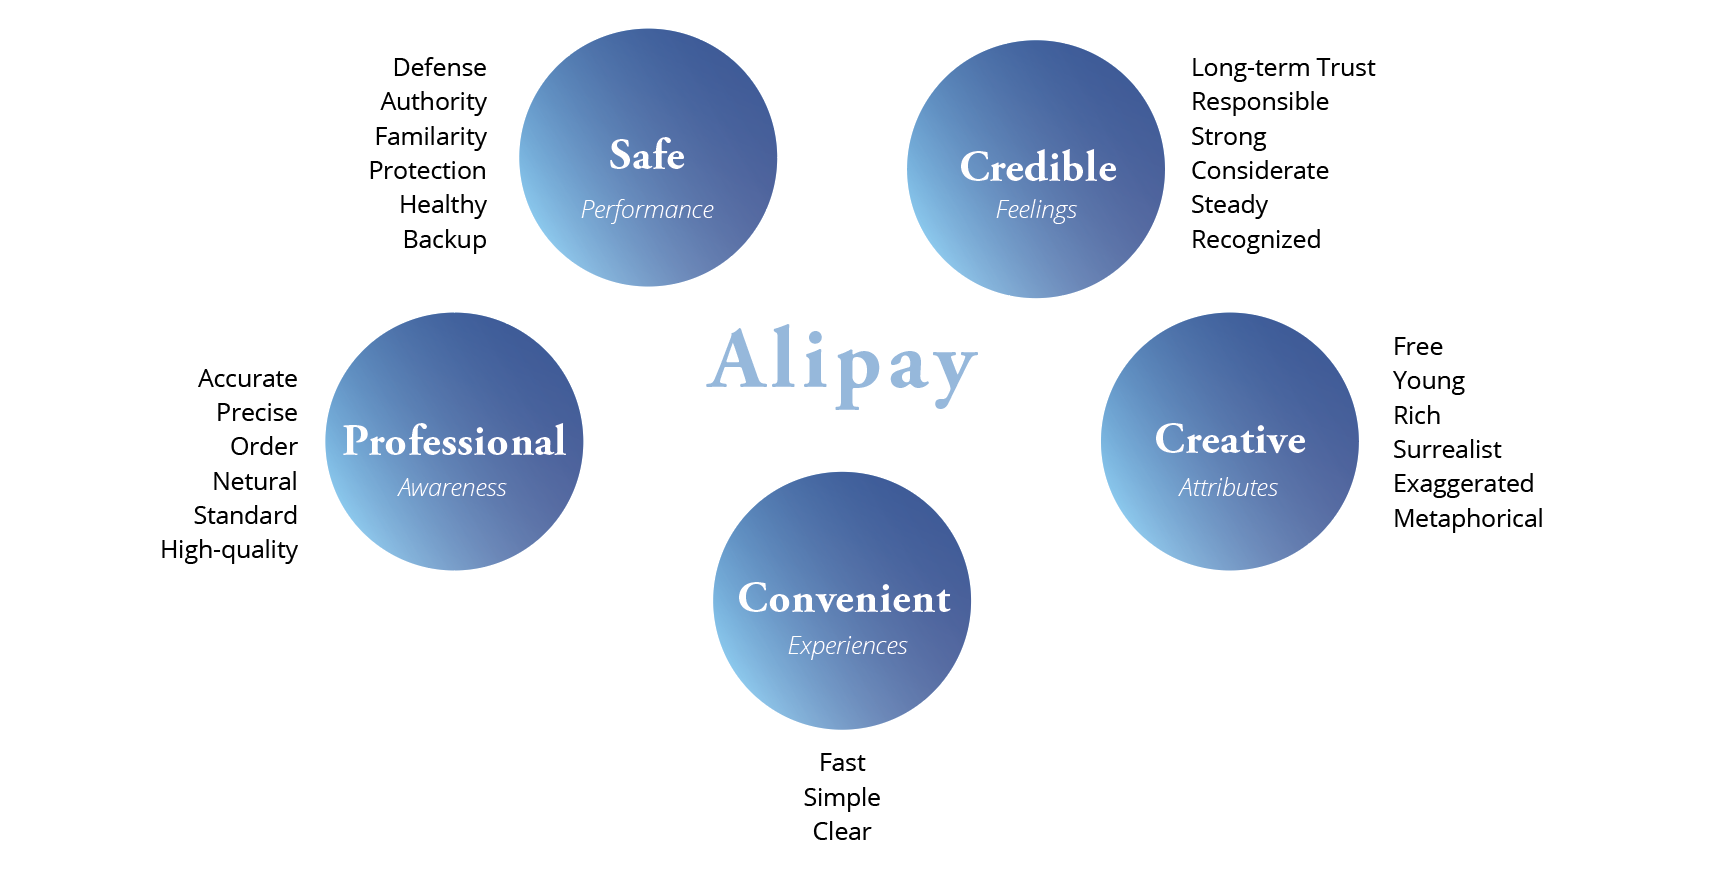 Defense
Authority
Familarity
Protection
Healthy
Backup
Safe
Performance
Credible
Feelings
Long-term Trust
Responsible
Strong
Considerate
Steady
Recognized
Alipay
Accurate
Precise
Order
Netural
Standard
High-quality
Professional
Awareness
Creative
Attributes
Free
Young
Rich
Surrealist
Exaggerated
Metaphorical
Convenient
Experiences
Fast
Simple
Clear